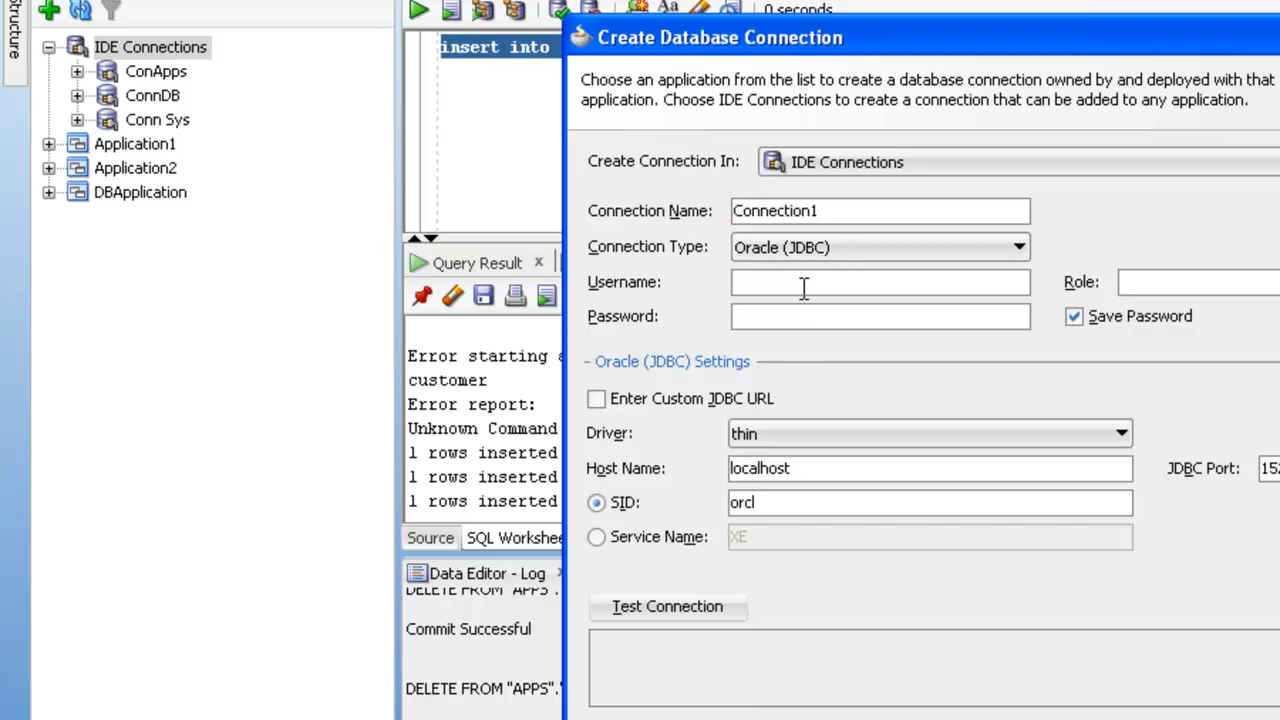 Structure
IDE Connections
ConApps
ConnDB
Conn Sys
Application1
Application2
DBApplication
0 seconds
insert into
Query Result
Error starting
customer
Error report:
Unknown Command
1 rows inserted
1 rows inserted
1 rows inserted
Source
SQL Workshee
Data Editor - Log
DELETE FROM "APPS".
Commit Successful
DELETE FROM "APPS"."
Create Database Connection
Choose an application from the list to create a database connection owned by and deployed with that
application. Choose IDE Connections to create a connection that can be added to any application.
Create Connection In: IDE Connections
Connection Name: Connection1
Connection Type: Oracle (JDBC)
Username:
Role:
Password:
Save Password
Oracle (JDBC) Settings
Enter Custom JDBC URL
Driver: thin
Host Name: localhost
JDBC Port: 152
SID: orcl
Service Name: XE
Test Connection